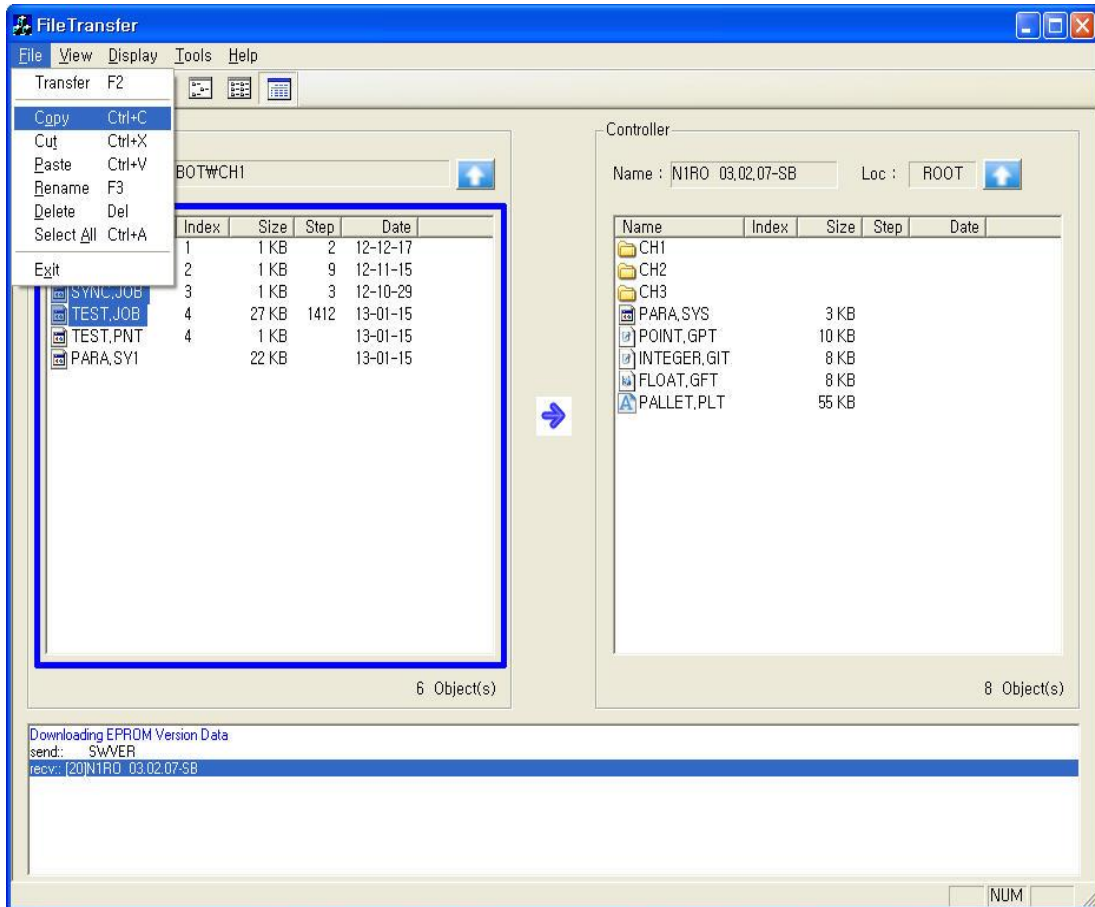 FileTransfer
File View Display Tools Help
Transfer F2
Copy Ctrl+C
Cut Ctrl+X
Paste Ctrl+V
Rename F3
Delete Del
Select All Ctrl+A
Exit
BOT₩CH1
Index Size Step Date
1 1 KB 2 12-12-17
2 1 KB 9 12-11-15
SYNC.JOB 3 1 KB 3 12-10-29
TEST.JOB 4 27 KB 1412 13-01-15
TEST.PNT 4 1 KB 13-01-15
PARA.SY1 22 KB 13-01-15
6 Object(s)
Controller
Name : N1RO 03.02.07-SB Loc : ROOT
Name Index Size Step Date
CH1
CH2
CH3
PARA.SYS 3 KB
POINT.GPT 10 KB
INTEGER.GIT 8 KB
FLOAT.GFT 8 KB
PALLET.PLT 55 KB
8 Object(s)
Downloading EPROM Version Data
send:: SWVER
recv:: [20]N1RO 03.02.07-SB
NUM